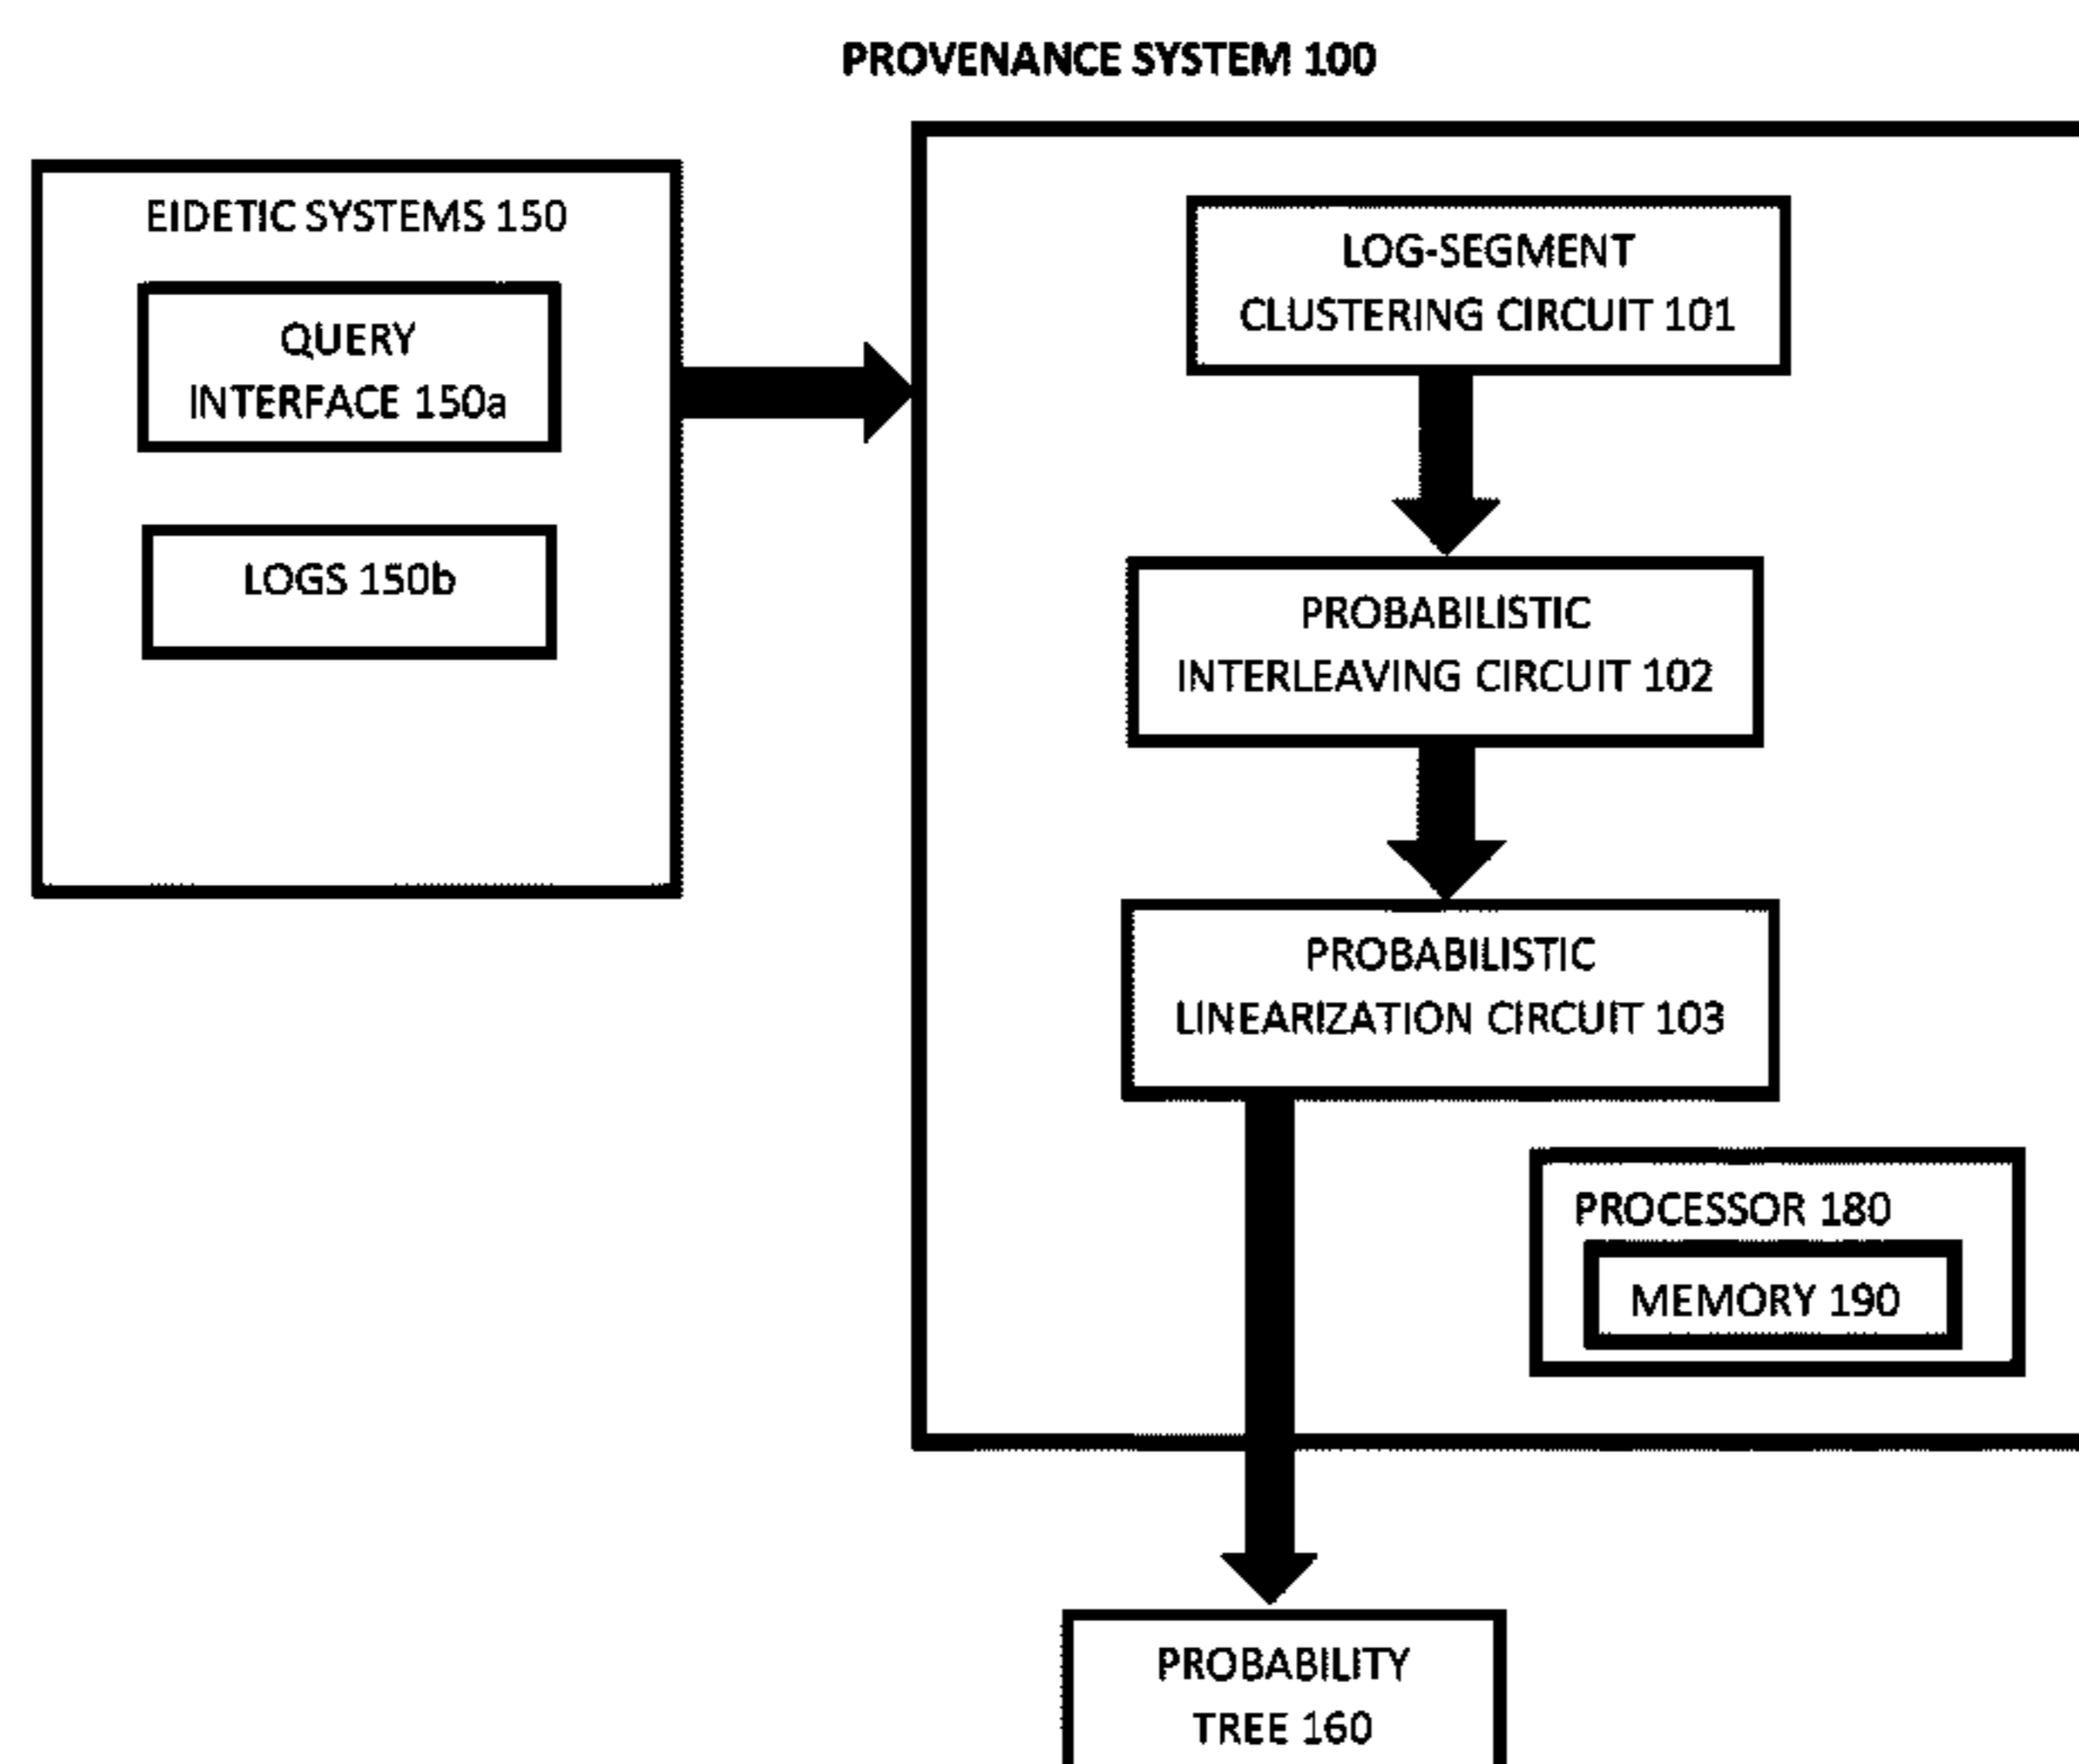 PROVENANCE SYSTEM 100
EIDETIC SYSTEMS 150
QUERY
INTERFACE 150a
LOGS 150b
LOG-SEGMENT
CLUSTERING CIRCUIT 101
PROBABILISTIC
INTERLEAVING CIRCUIT 102
PROBABILISTIC
LINEARIZATION CIRCUIT 103
PROCESSOR 180
MEMORY 190
PROBABILITY
TREE 160